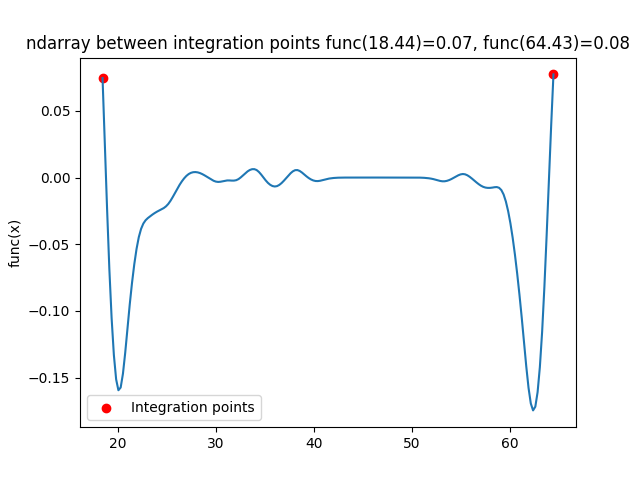 ndarray between integration points func(18.44)=0.07, func(64.43)=0.08
func(x)
0.05
0.00
−0.05
−0.10
−0.15
Integration points
20 30 40 50 60